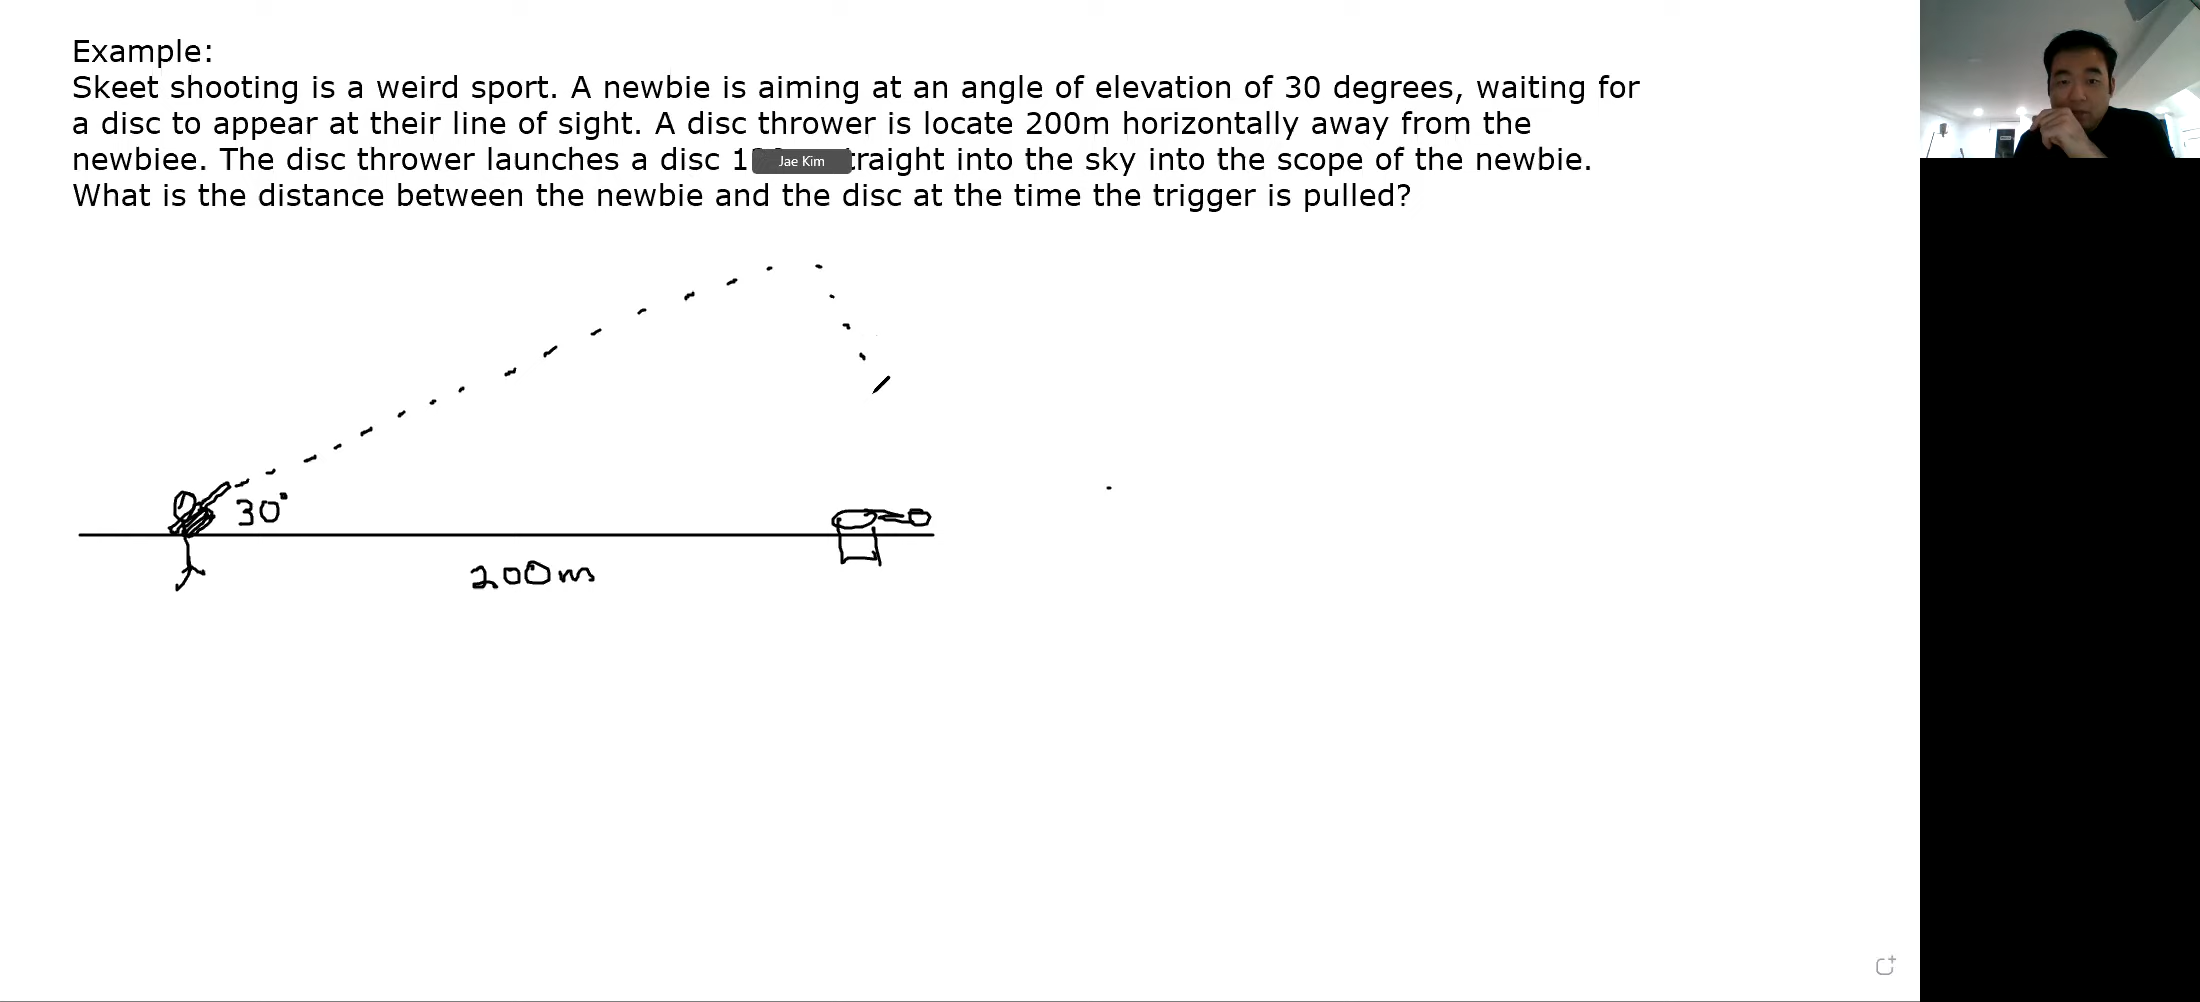 Example:
Skeet shooting is a weird sport. A newbie is aiming at an angle of elevation of 30 degrees, waiting for
a disc to appear at their line of sight. A disc thrower is locate 200m horizontally away from the
newbiee. The disc thrower launches a disc Jae Kim into the sky into the scope of the newbie.
What is the distance between the newbie and the disc at the time the trigger is pulled?
30°
200m